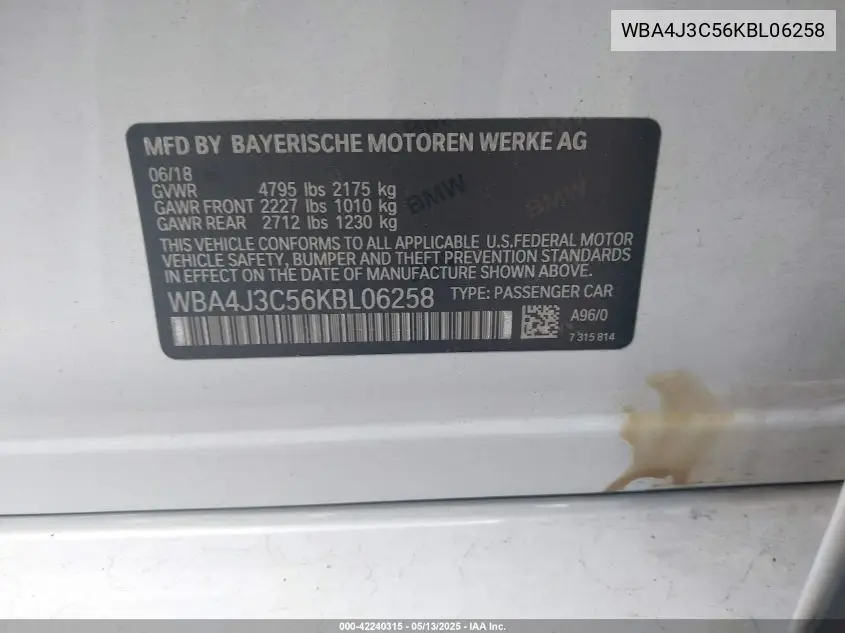 WBA4J3C56KBL06258
MFD BY BAYERISCHE MOTOREN WERKE AG
06/18
GVWR 4795 lbs 2175 kg
GAWR FRONT 2227 lbs 1010 kg
GAWR REAR 2712 lbs 1230 kg
BMW BMW
THIS VEHICLE CONFORMS TO ALL APPLICABLE U.S.FEDERAL MOTOR
VEHICLE SAFETY, BUMPER AND THEFT PREVENTION STANDARDS
IN EFFECT ON THE DATE OF MANUFACTURE SHOWN ABOVE.
WBA4J3C56KBL06258 TYPE: PASSENGER CAR
A96/0
7 315 814
000-42240315 - 05/13/2025 - IAA Inc.